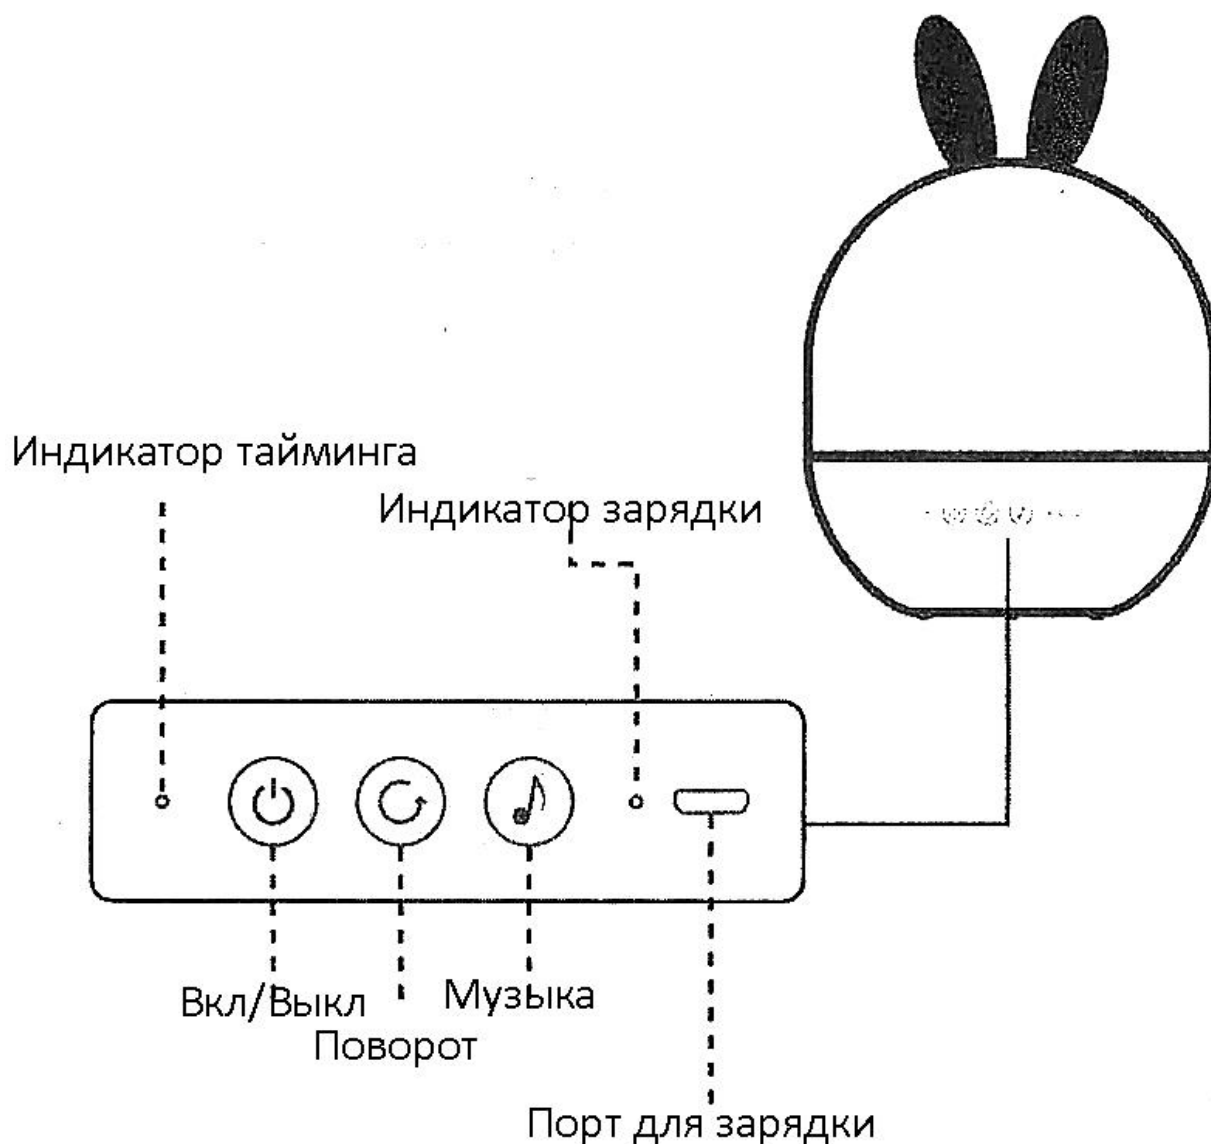 Индикатор тайминга
Индикатор зарядки
Вкл/Выкл
Музыка
Поворот
Порт для зарядки